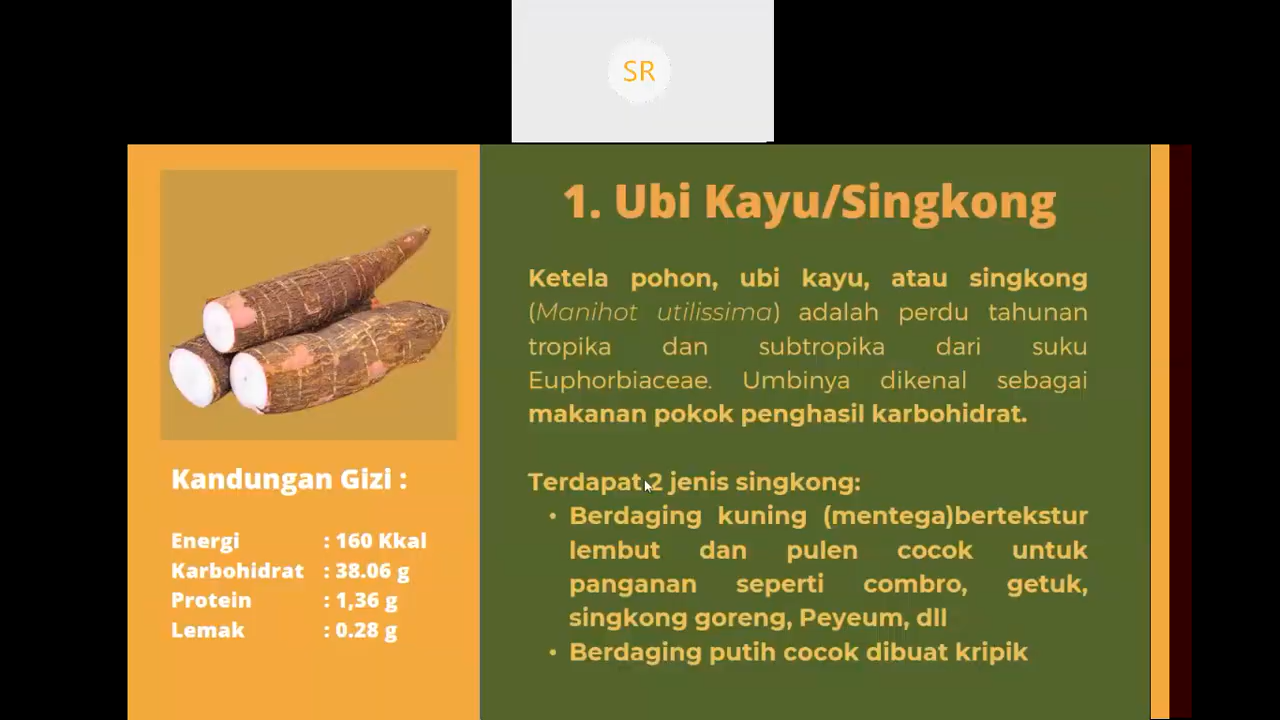 SR
1. Ubi Kayu/Singkong
Ketela pohon, ubi kayu, atau singkong
(Manihot utilissima) adalah perdu tahunan
tropika dan subtropika dari suku
Euphorbiaceae. Umbinya dikenal sebagai
makanan pokok penghasil karbohidrat.
Terdapat 2 jenis singkong:
• Berdaging kuning (mentega)bertekstur
lembut dan pulen cocok untuk
panganan seperti combro, getuk,
singkong goreng, Peyeum, dll
• Berdaging putih cocok dibuat kripik
Kandungan Gizi :
Energi : 160 Kkal
Karbohidrat : 38.06 g
Protein : 1,36 g
Lemak : 0.28 g